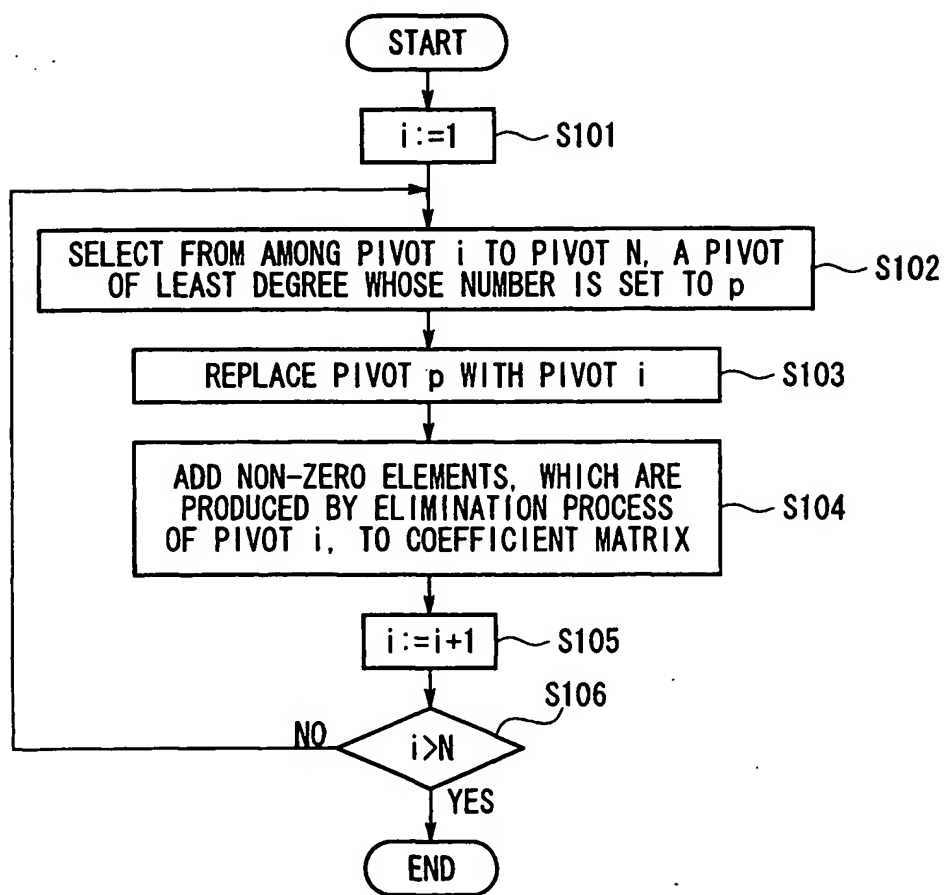 START
i:=1
S101
SELECT FROM AMONG PIVOT i TO PIVOT N, A PIVOT
OF LEAST DEGREE WHOSE NUMBER IS SET TO p
S102
REPLACE PIVOT p WITH PIVOT i
S103
ADD NON-ZERO ELEMENTS, WHICH ARE
PRODUCED BY ELIMINATION PROCESS
OF PIVOT i, TO COEFFICIENT MATRIX
S104
i:=i+1
S105
S106
NO
i>N
YES
END